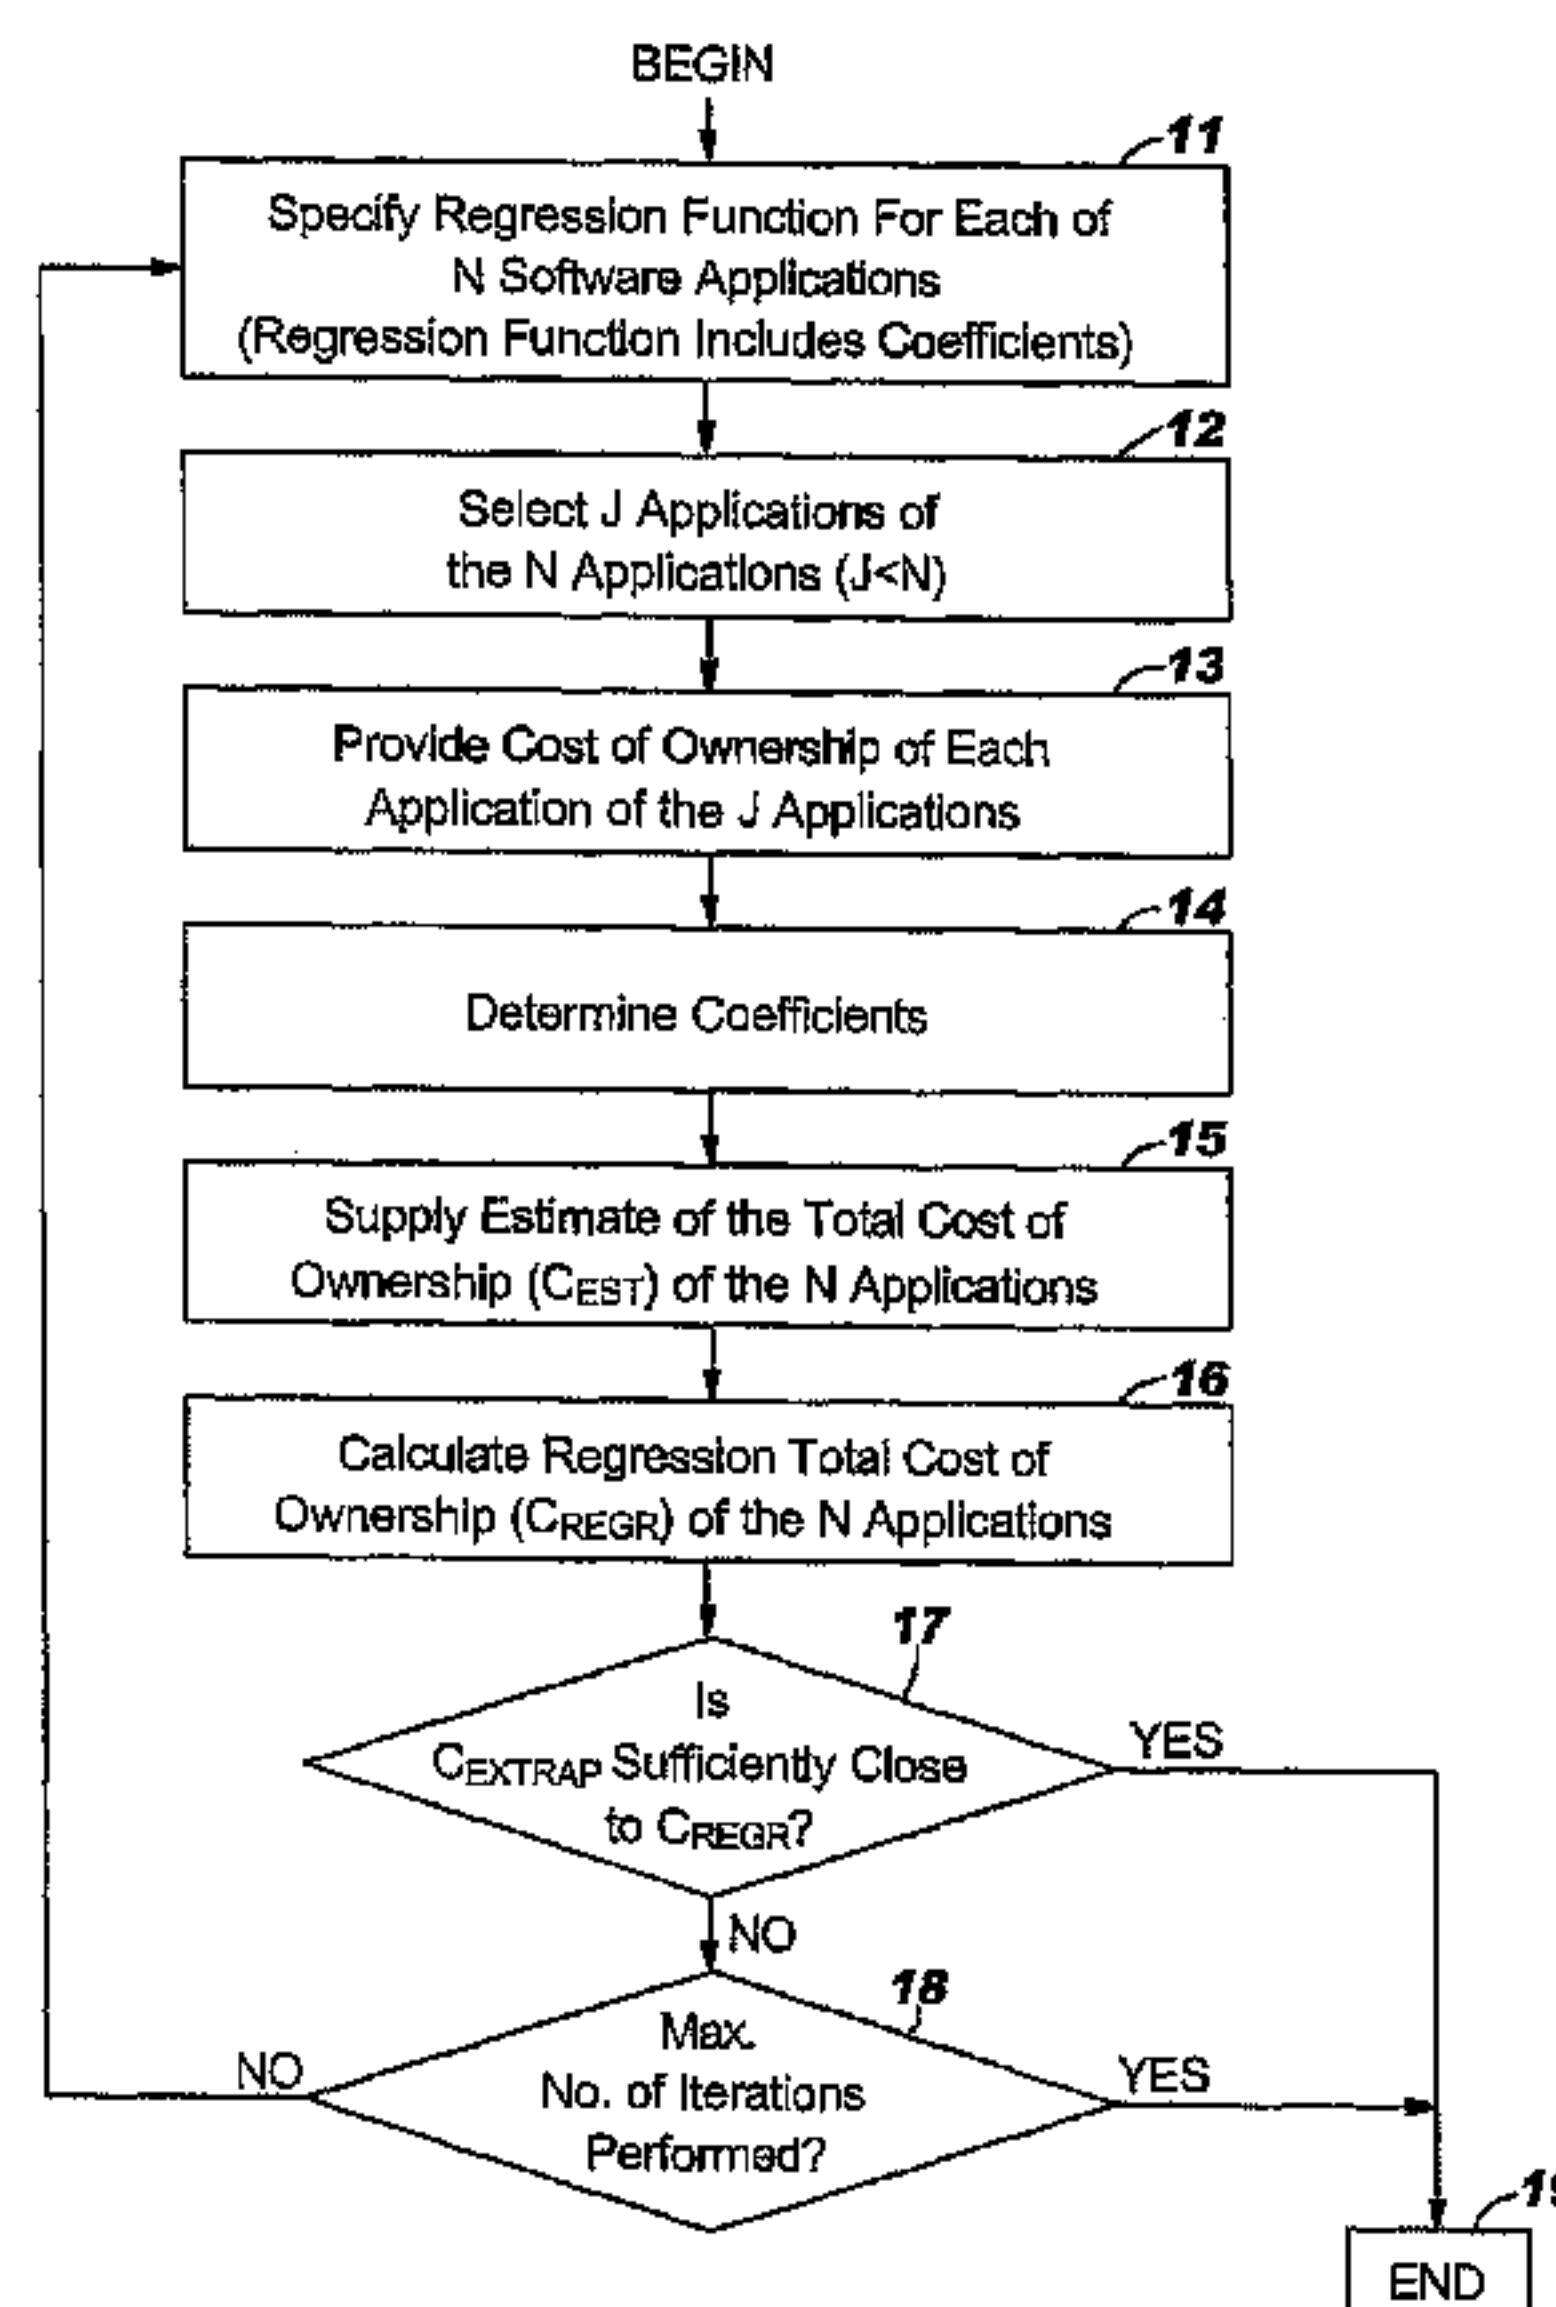 BEGIN
11
Specify Regression Function For Each of
N Software Applications
(Regression Function Includes Coefficients)
12
Select J Applications of
the N Applications (J<N)
13
Provide Cost of Ownership of Each
Application of the J Applications
14
Determine Coefficients
15
Supply Estimate of the Total Cost of
Ownership (CEST) of the N Applications
16
Calculate Regression Total Cost of
Ownership (CREGR) of the N Applications
17
Is
CEXTRAP Sufficiently Close
to CREGR?
YES
NO
18
Max.
No. of Iterations
Performed?
NO
YES
19
END